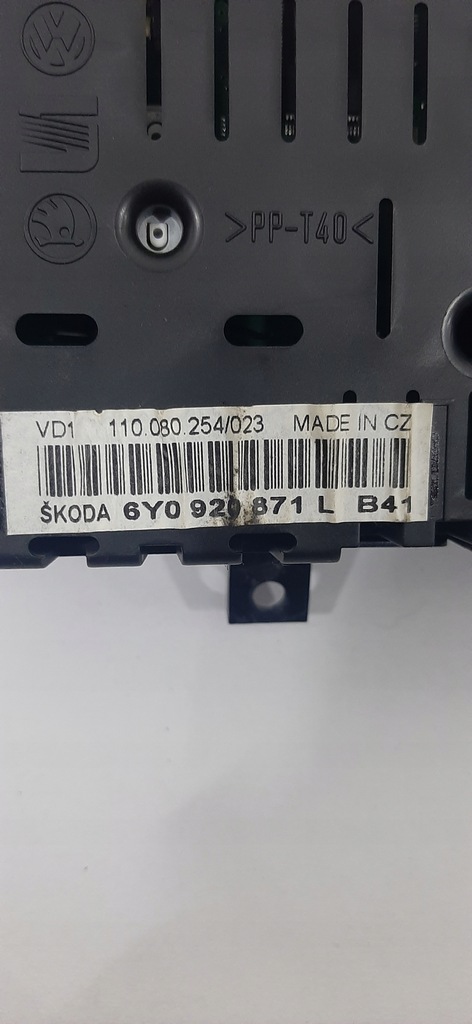 >PP-T40<
VD1 110.080.254/023 MADE IN CZ
ŠKODA 6Y0 920 871 L B41